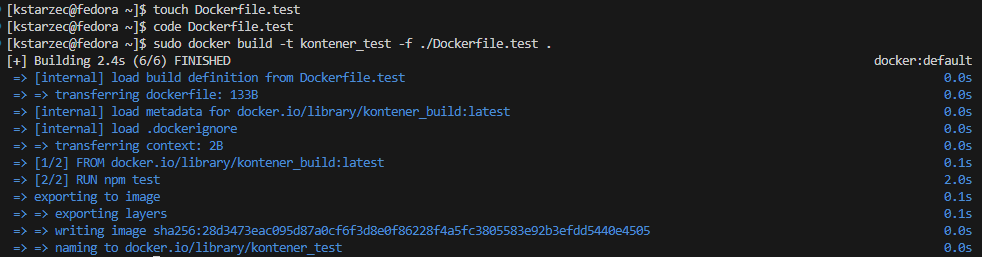 [kstarzec@fedora ~]$ touch Dockerfile.test
[kstarzec@fedora ~]$ code Dockerfile.test
[kstarzec@fedora ~]$ sudo docker build -t kontener_test -f ./Dockerfile.test .
[+] Building 2.4s (6/6) FINISHED docker:default
=> [internal] load build definition from Dockerfile.test 0.0s
=> => transferring dockerfile: 133B 0.0s
=> [internal] load metadata for docker.io/library/kontener_build:latest 0.0s
=> [internal] load .dockerignore 0.0s
=> => transferring context: 2B 0.0s
=> [1/2] FROM docker.io/library/kontener_build:latest 0.1s
=> [2/2] RUN npm test 2.0s
=> exporting to image 0.1s
=> => exporting layers 0.1s
=> => writing image sha256:28d3473eac095d87a0cf6f3d8e0f86228f4a5fc3805583e92b3efdd5440e4505 0.0s
=> => naming to docker.io/library/kontener_test 0.0s